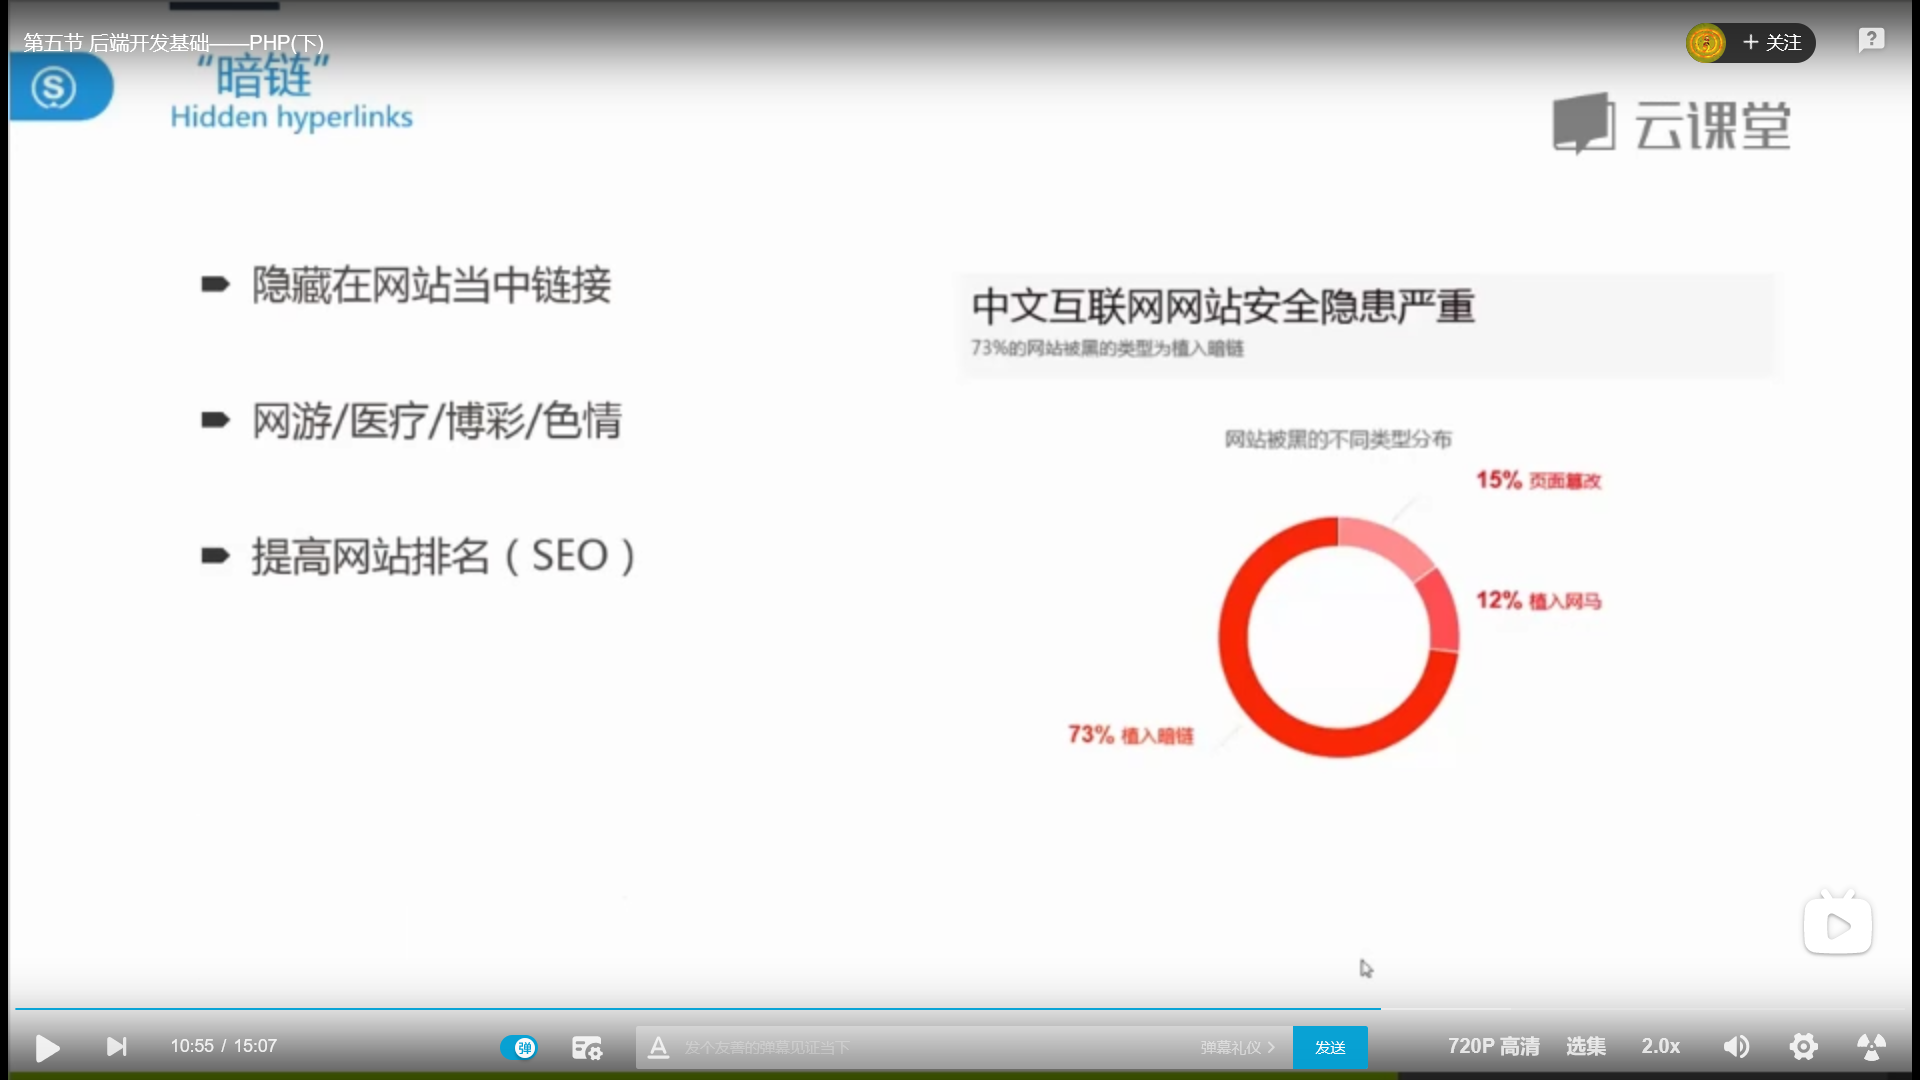 第五节 后端开发基础——PHP(下)
+ 关注
“暗链”
Hidden hyperlinks
云课堂
隐藏在网站当中链接
网游/医疗/博彩/色情
提高网站排名（SEO）
中文互联网网站安全隐患严重
73%的网站被黑的类型为植入暗链
网站被黑的不同类型分布
15% 页面篡改
12% 植入网马
73% 植入暗链
10:55 / 15:07
弹
发个友善的弹幕见证当下
弹幕礼仪 >
发送
720P 高清
选集
2.0x